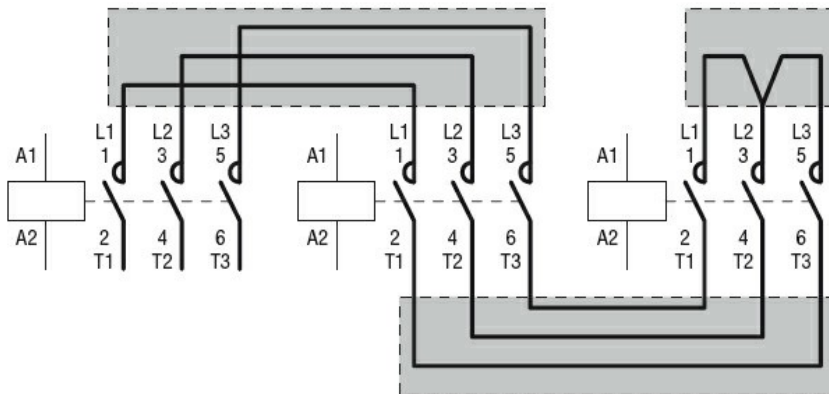 L1 L2 L3 L1 L2 L3 L1 L2 L3
A1 1 3 5 A1 1 3 5 A1 1 3 5
A2 2 4 6 A2 2 4 6 A2 2 4 6
T1 T2 T3 T1 T2 T3 T1 T2 T3